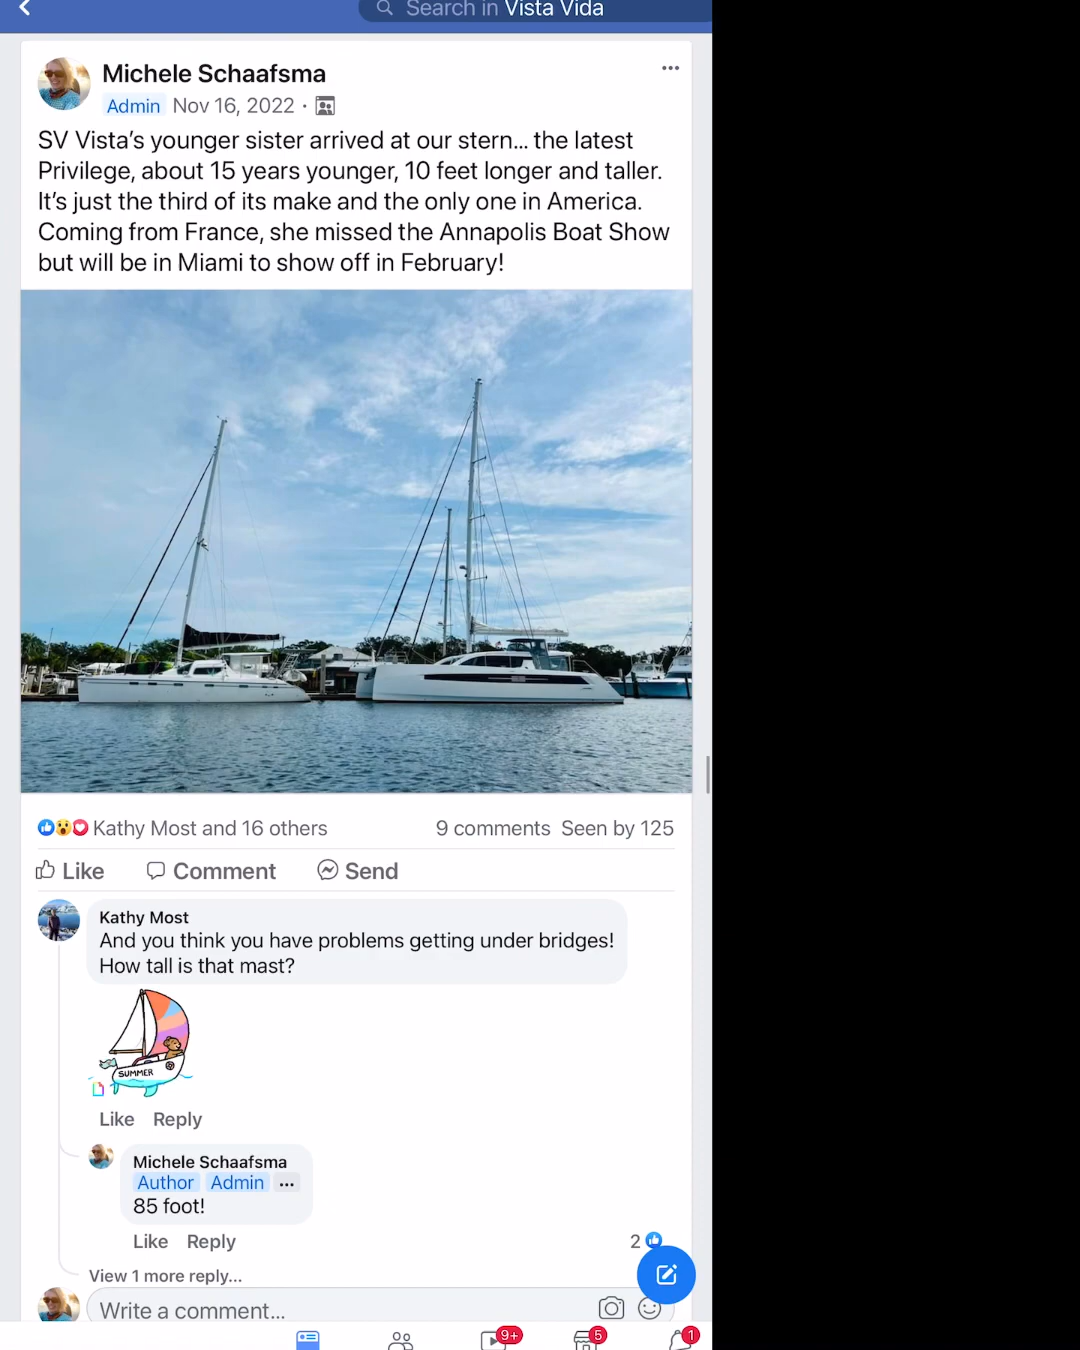 Search in Vista Vida
Michele Schaafsma
Admin Nov 16, 2022 ·
SV Vista’s younger sister arrived at our stern... the latest
Privilege, about 15 years younger, 10 feet longer and taller.
It’s just the third of its make and the only one in America.
Coming from France, she missed the Annapolis Boat Show
but will be in Miami to show off in February!
Kathy Most and 16 others 9 comments Seen by 125
Like Comment Send
Kathy Most
And you think you have problems getting under bridges!
How tall is that mast?
SUMMER
Like Reply
Michele Schaafsma
Author Admin ...
85 foot!
Like Reply 2
View 1 more reply...
Write a comment...
9+ 5 1